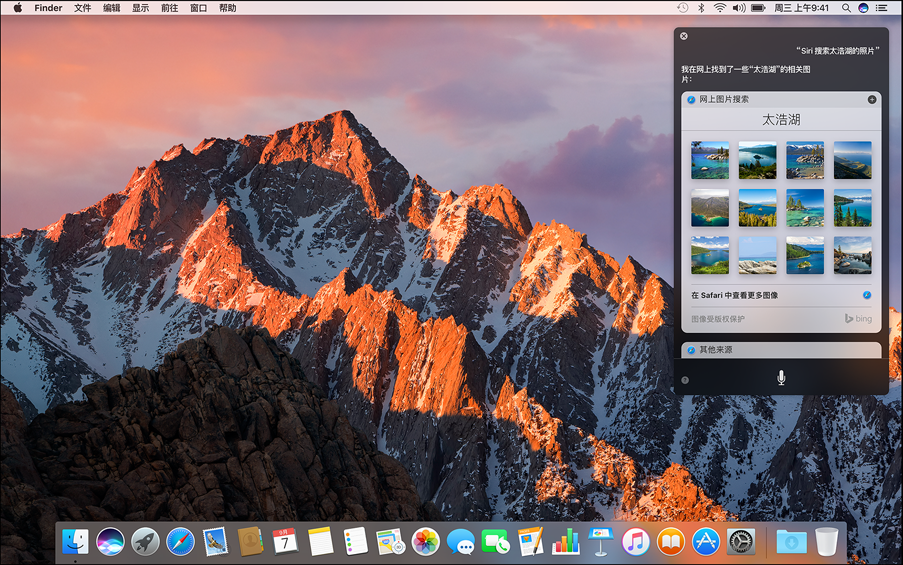 Finder 文件 编辑 显示 前往 窗口 帮助 周三 上午9:41
“Siri 搜索太浩湖的照片”
我在网上找到了一些“太浩湖”的相关图
片:
网上图片搜索
太浩湖
在 Safari 中查看更多图像
图像受版权保护 bing
其他来源
?
9月
7